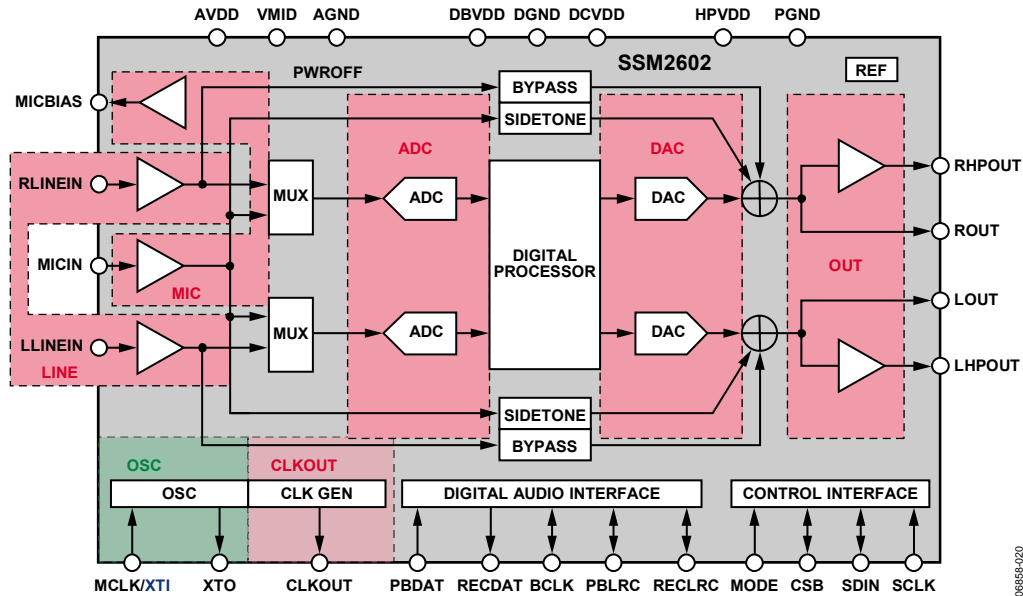 AVDD VMID AGND DBVDD DGND DCVDD HPVDD PGND
SSM2602
REF
PWROFF
BYPASS
SIDETONE
MICBIAS
ADC
DAC
RLINEIN
MUX
ADC
DAC
RHPOUT
ROUT
MICIN
MIC
DIGITAL
PROCESSOR
OUT
LOUT
MUX
ADC
DAC
LLINEIN
LINE
LHPOUT
SIDETONE
BYPASS
OSC
CLKOUT
OSC
CLK GEN
DIGITAL AUDIO INTERFACE
CONTROL INTERFACE
MCLK/XTI XTO CLKOUT PBDAT RECDAT BCLK PBLRC RECLRC MODE CSB SDIN SCLK
06858-020